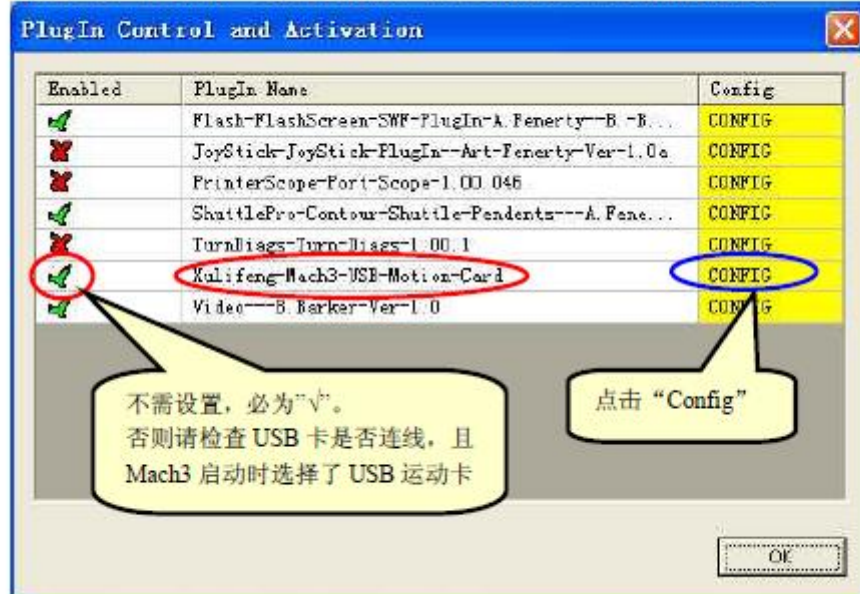 PlugIn Control and Activation
Enabled PlugIn Name Config
Flash-FlashScreen-SWF-PlugIn-A.Fenerty--B.-B... CONFIG
JoyStick-JoyStick-PlugIn--Art-Fenerty-Ver-1.0a CONFIG
PrinterScope-Port-Scope-1.00.046 CONFIG
ShuttlePro-Contour-Shuttle-Pendents---A.Fene... CONFIG
TurnDiags-Turn-Diags-1.00.1 CONFIG
Xulifeng-Mach3-USB-Motion-Card CONFIG
Video---B.Barker-Ver-1.0 CONFIG
不需设置，必为"√"。
否则请检查 USB 卡是否连线，且
Mach3 启动时选择了 USB 运动卡
点击“Config”
OK